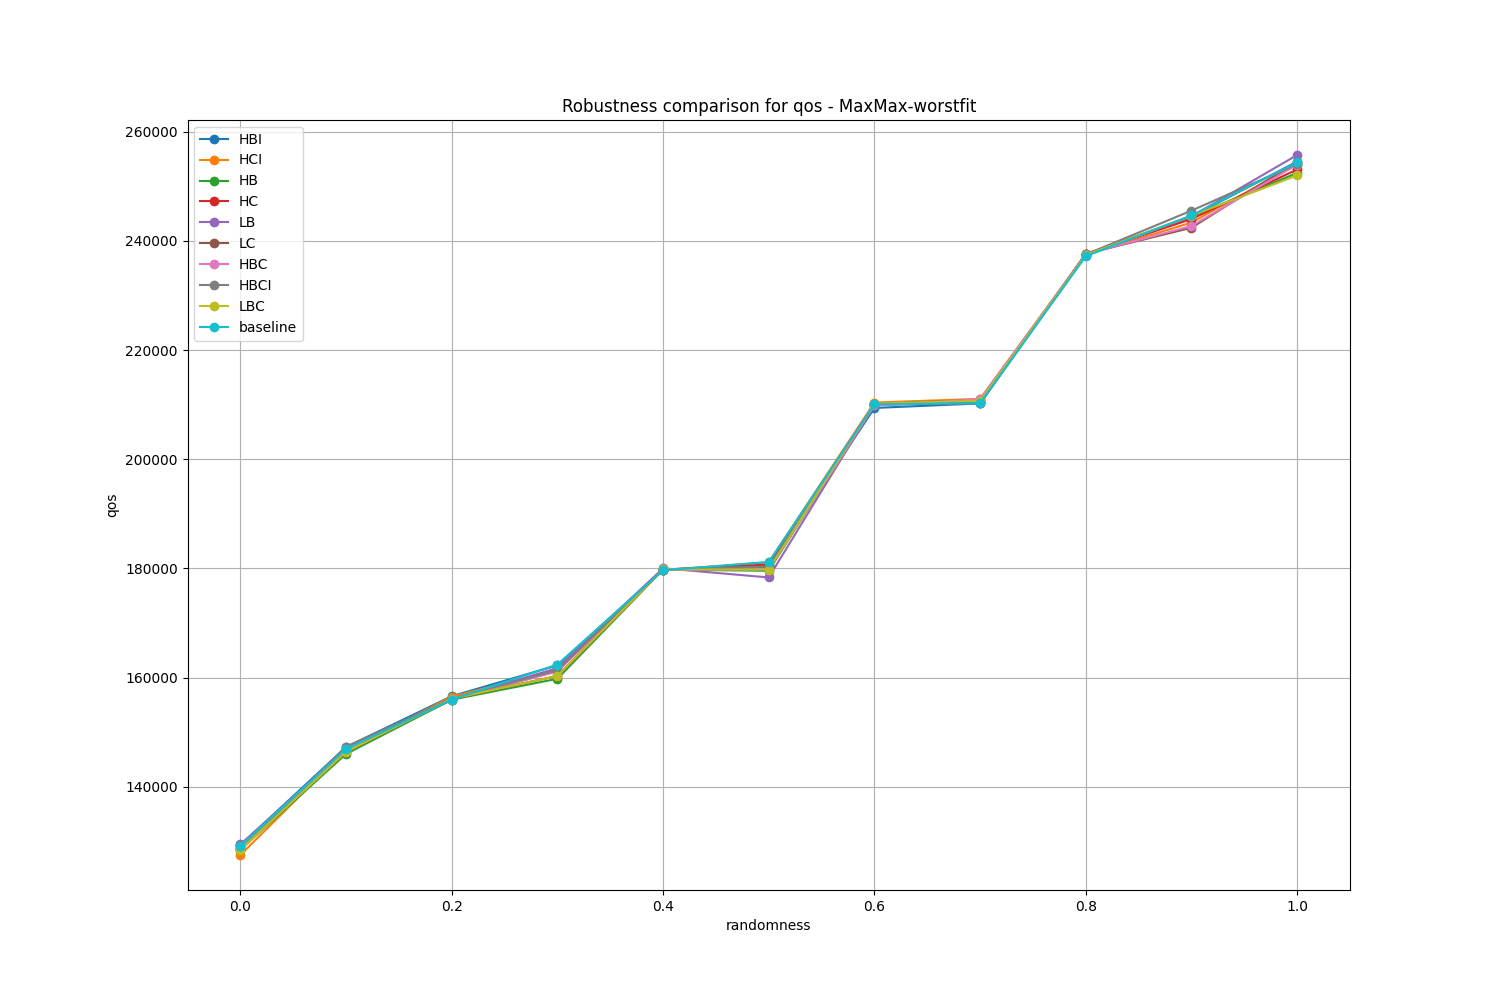 Robustness comparison for qos - MaxMax-worstfit
260000
240000
220000
200000
180000
160000
140000
qos
HBI
HCI
HB
HC
LB
LC
HBC
HBCI
LBC
baseline
0.0 0.2 0.4 0.6 0.8 1.0
randomness